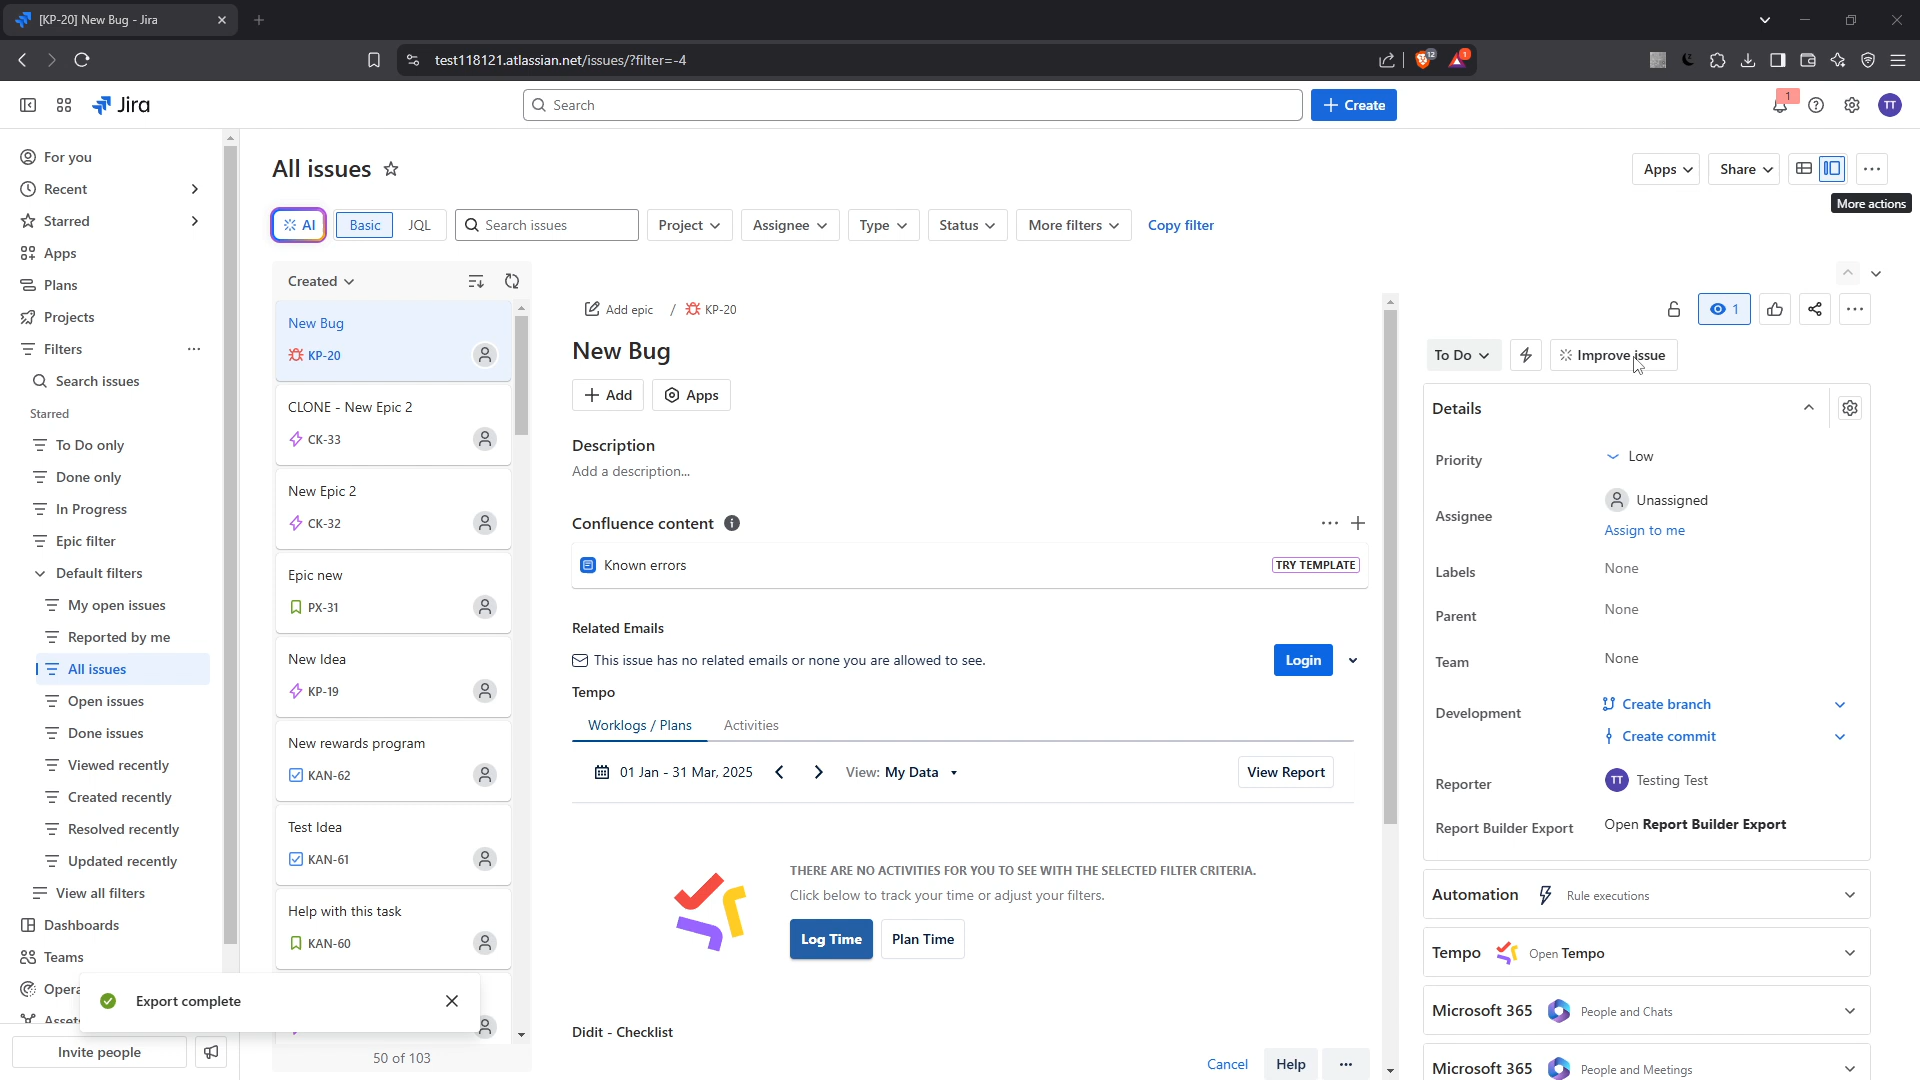 [KP-20] New Bug - Jira
test118121.atlassian.net/issues/?filter=-4
12
1
Jira
Search
+ Create
1
TT
For you
Recent
Starred
Apps
Plans
Projects
Filters
Search issues
Starred
To Do only
Done only
In Progress
Epic filter
Default filters
My open issues
Reported by me
All issues
Open issues
Done issues
Viewed recently
Created recently
Resolved recently
Updated recently
View all filters
Dashboards
Teams
Opera
Assets
Invite people
Export complete
All issues
Apps
Share
More actions
AI
Basic
JQL
Search issues
Project
Assignee
Type
Status
More filters
Copy filter
Created
New Bug
KP-20
CLONE - New Epic 2
CK-33
New Epic 2
CK-32
Epic new
PX-31
New Idea
KP-19
New rewards program
KAN-62
Test Idea
KAN-61
Help with this task
KAN-60
50 of 103
Add epic / KP-20
New Bug
+ Add
Apps
Description
Add a description...
Confluence content
Known errors
TRY TEMPLATE
Related Emails
This issue has no related emails or none you are allowed to see.
Login
Tempo
Worklogs / Plans
Activities
01 Jan - 31 Mar, 2025
View: My Data
View Report
THERE ARE NO ACTIVITIES FOR YOU TO SEE WITH THE SELECTED FILTER CRITERIA.
Click below to track your time or adjust your filters.
Log Time
Plan Time
Didit - Checklist
Cancel
Help
1
To Do
Improve issue
Details
Priority
Low
Assignee
Unassigned
Assign to me
Labels
None
Parent
None
Team
None
Development
Create branch
Create commit
Reporter
TT
Testing Test
Report Builder Export
Open Report Builder Export
Automation
Rule executions
Tempo
Open Tempo
Microsoft 365
People and Chats
Microsoft 365
People and Meetings